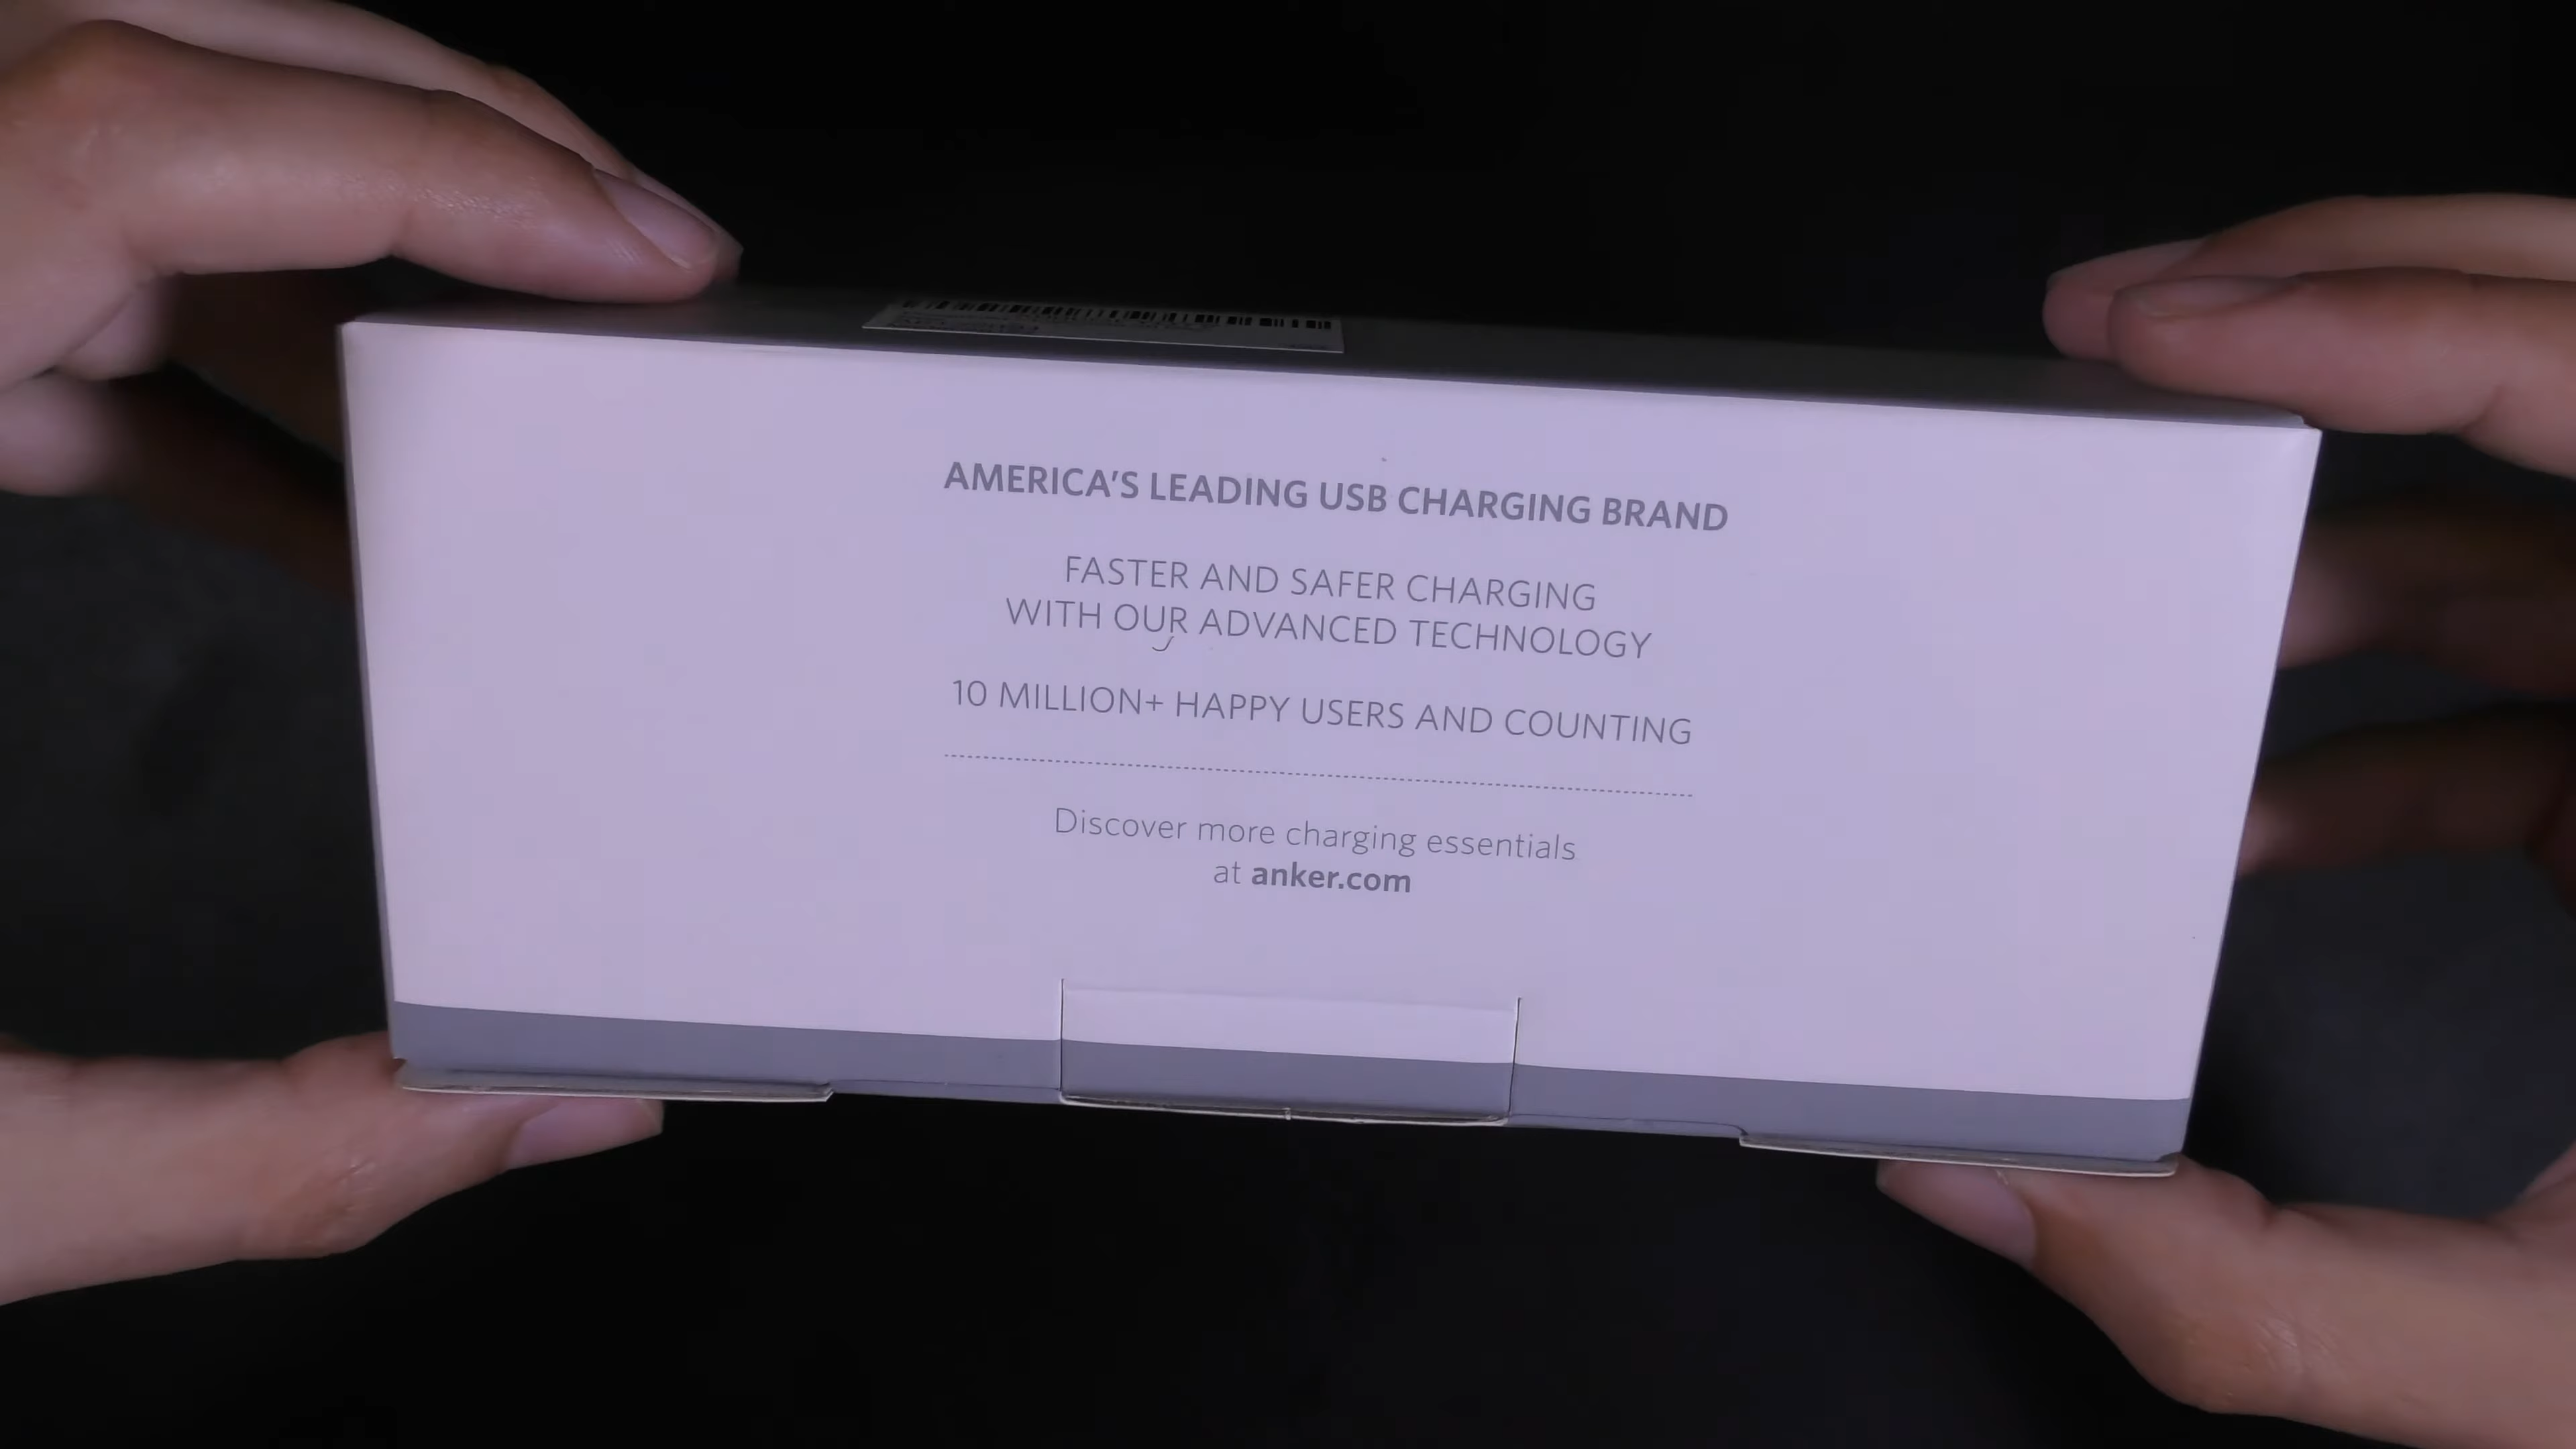 AMERICA'S LEADING USB CHARGING BRAND
FASTER AND SAFER CHARGING
WITH OUR ADVANCED TECHNOLOGY
10 MILLION+ HAPPY USERS AND COUNTING
Discover more charging essentials
at anker.com